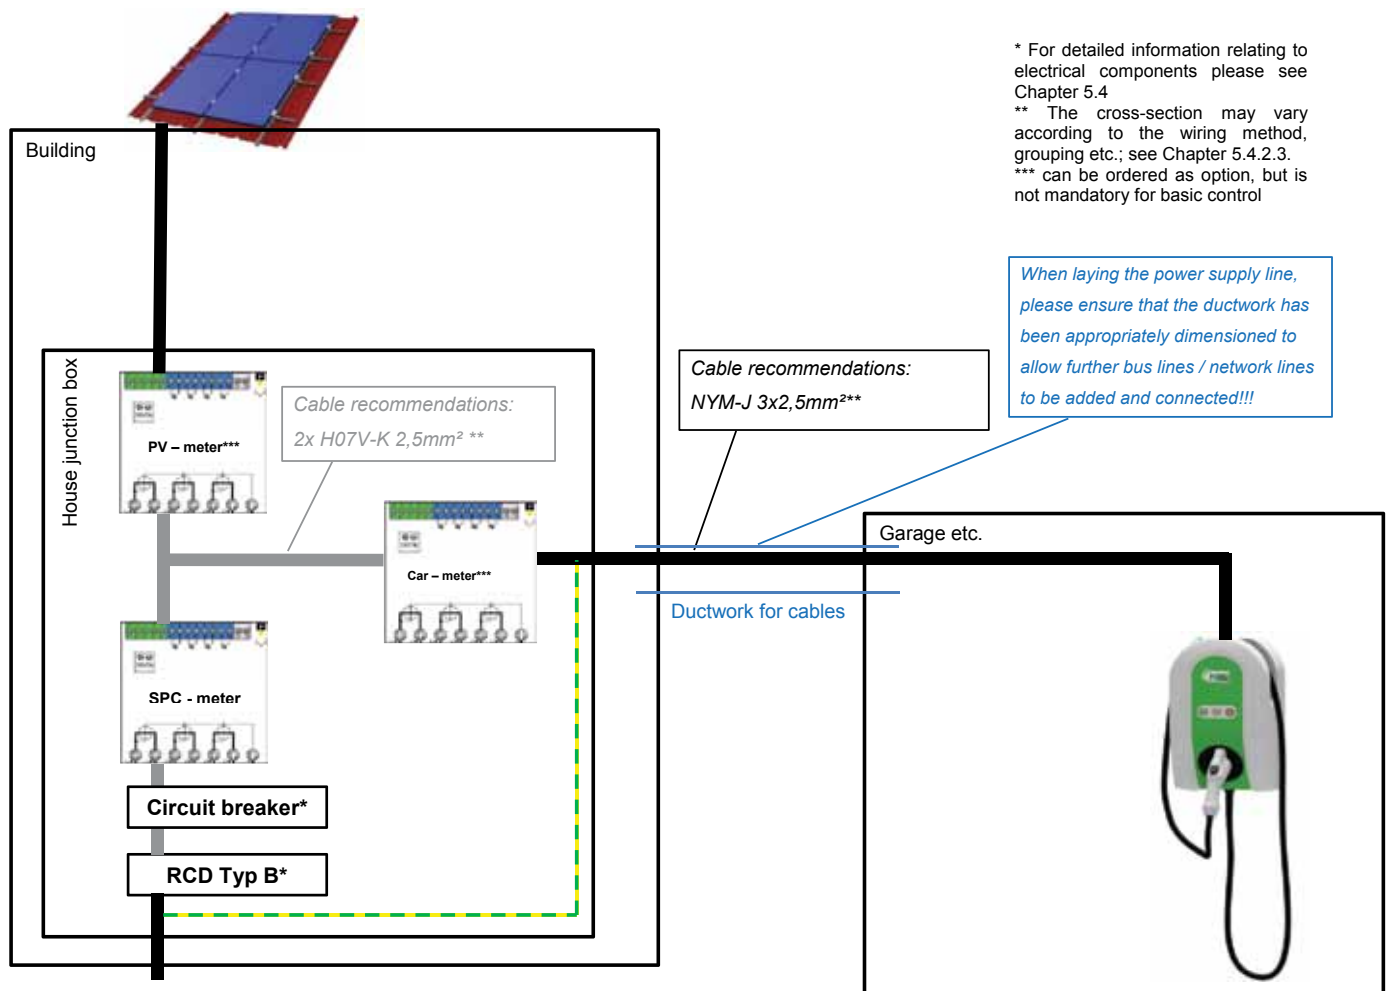 * For detailed information relating to
electrical components please see
Chapter 5.4
** The cross-section may vary
according to the wiring method,
grouping etc.; see Chapter 5.4.2.3.
*** can be ordered as option, but is
not mandatory for basic control
Building
When laying the power supply line,
please ensure that the ductwork has
been appropriately dimensioned to
allow further bus lines / network lines
to be added and connected!!!
House junction box
Cable recommendations:
NYM-J 3x2,5mm²**
Cable recommendations:
2x H07V-K 2,5mm² **
PV – meter***
Garage etc.
Car – meter***
Ductwork for cables
SPC - meter
Circuit breaker*
RCD Typ B*